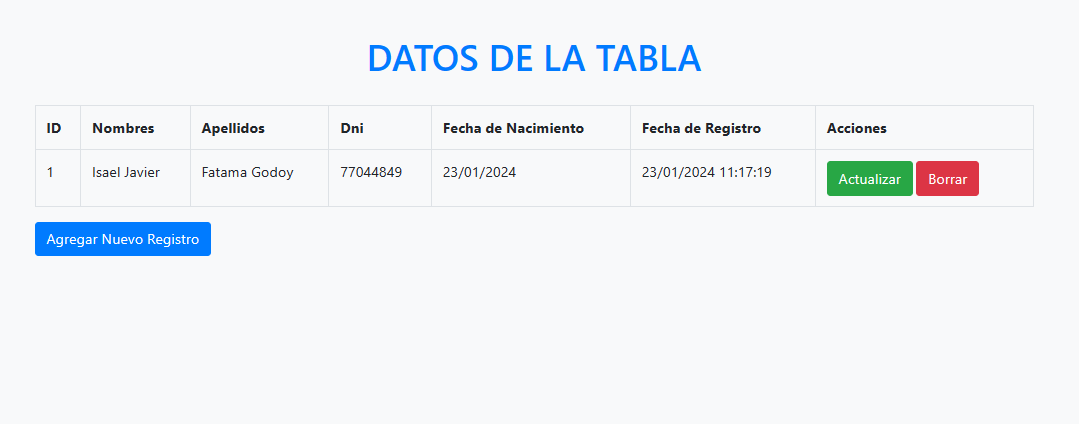 DATOS DE LA TABLA
ID Nombres Apellidos Dni Fecha de Nacimiento Fecha de Registro Acciones
1 Isael Javier Fatama Godoy 77044849 23/01/2024 23/01/2024 11:17:19 Actualizar Borrar
Agregar Nuevo Registro